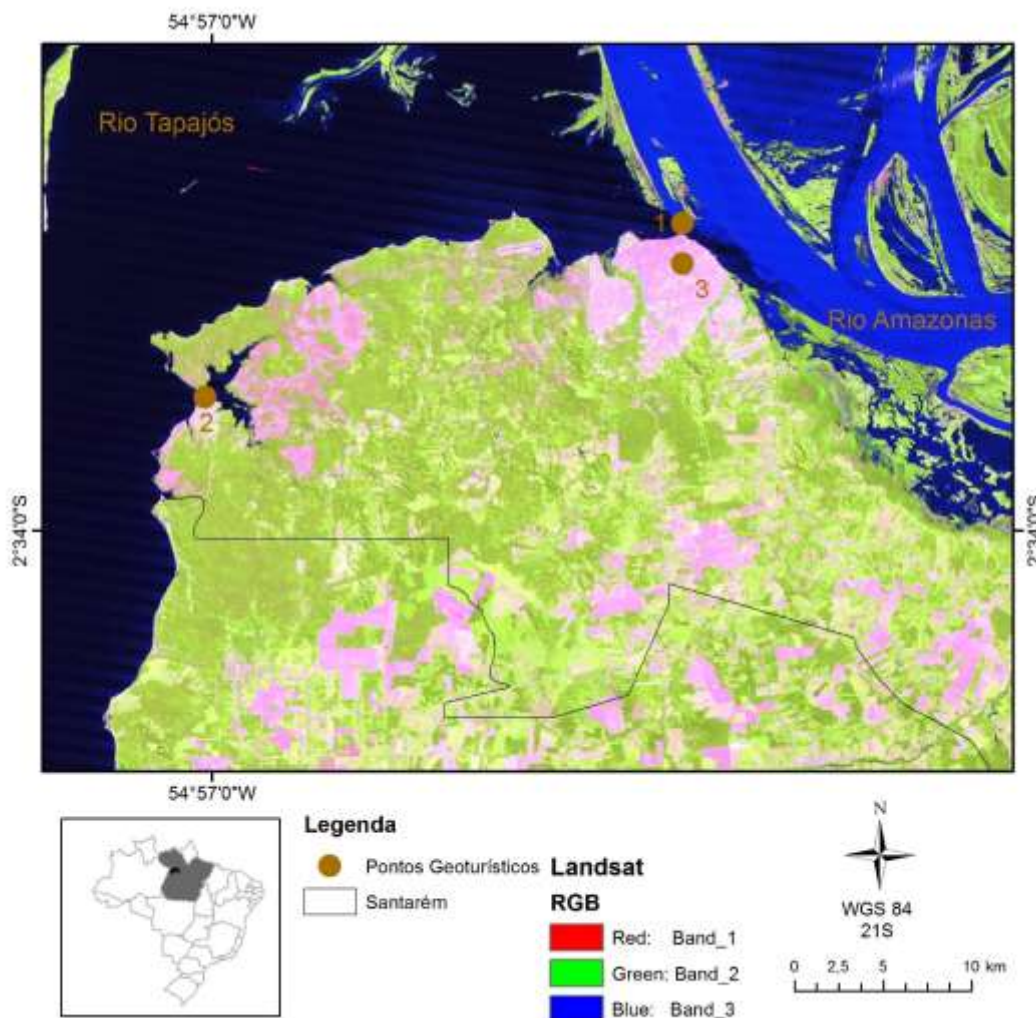 54°57'0"W
Rio Tapajós
1
3
Rio Amazonas
2
2°34'0"S
2°34'0"S
54°57'0"W
Legenda
Pontos Geoturísticos
Santarém
Landsat
RGB
Red: Band_1
Green: Band_2
Blue: Band_3
N
WGS 84
21S
0 2,5 5 10 km